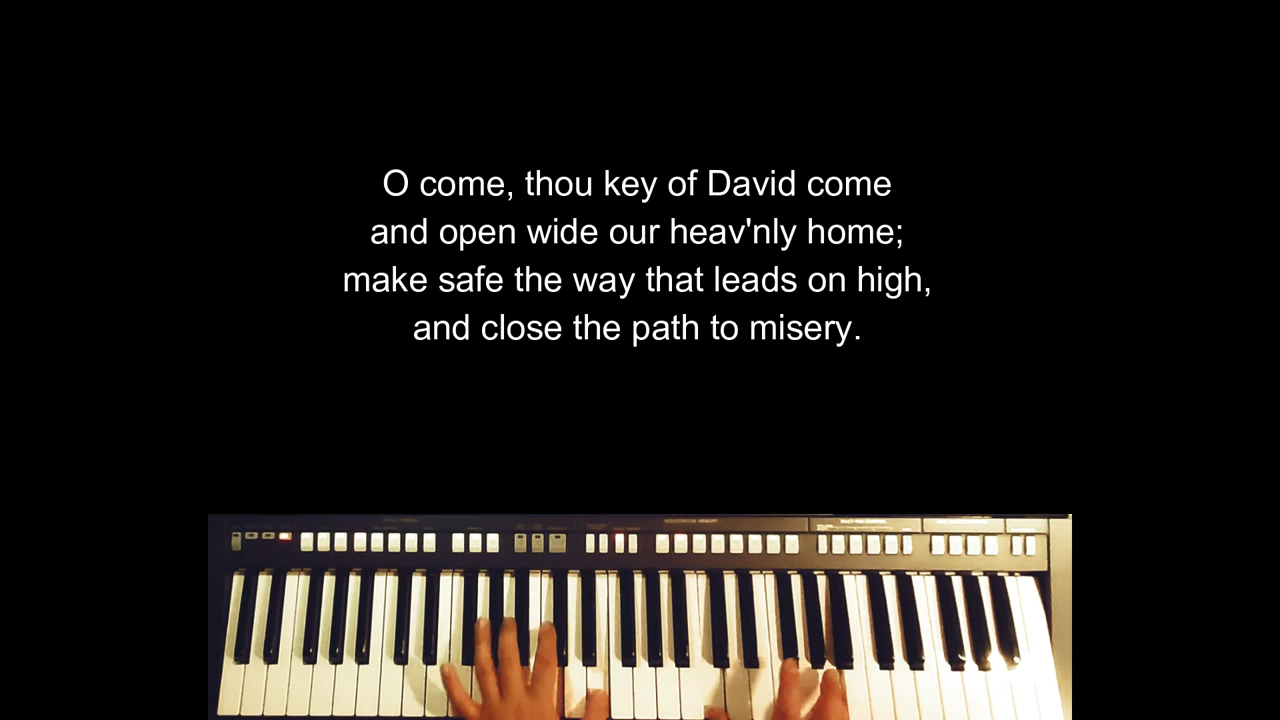 O come, thou key of David come
and open wide our heav'nly home;
make safe the way that leads on high,
and close the path to misery.